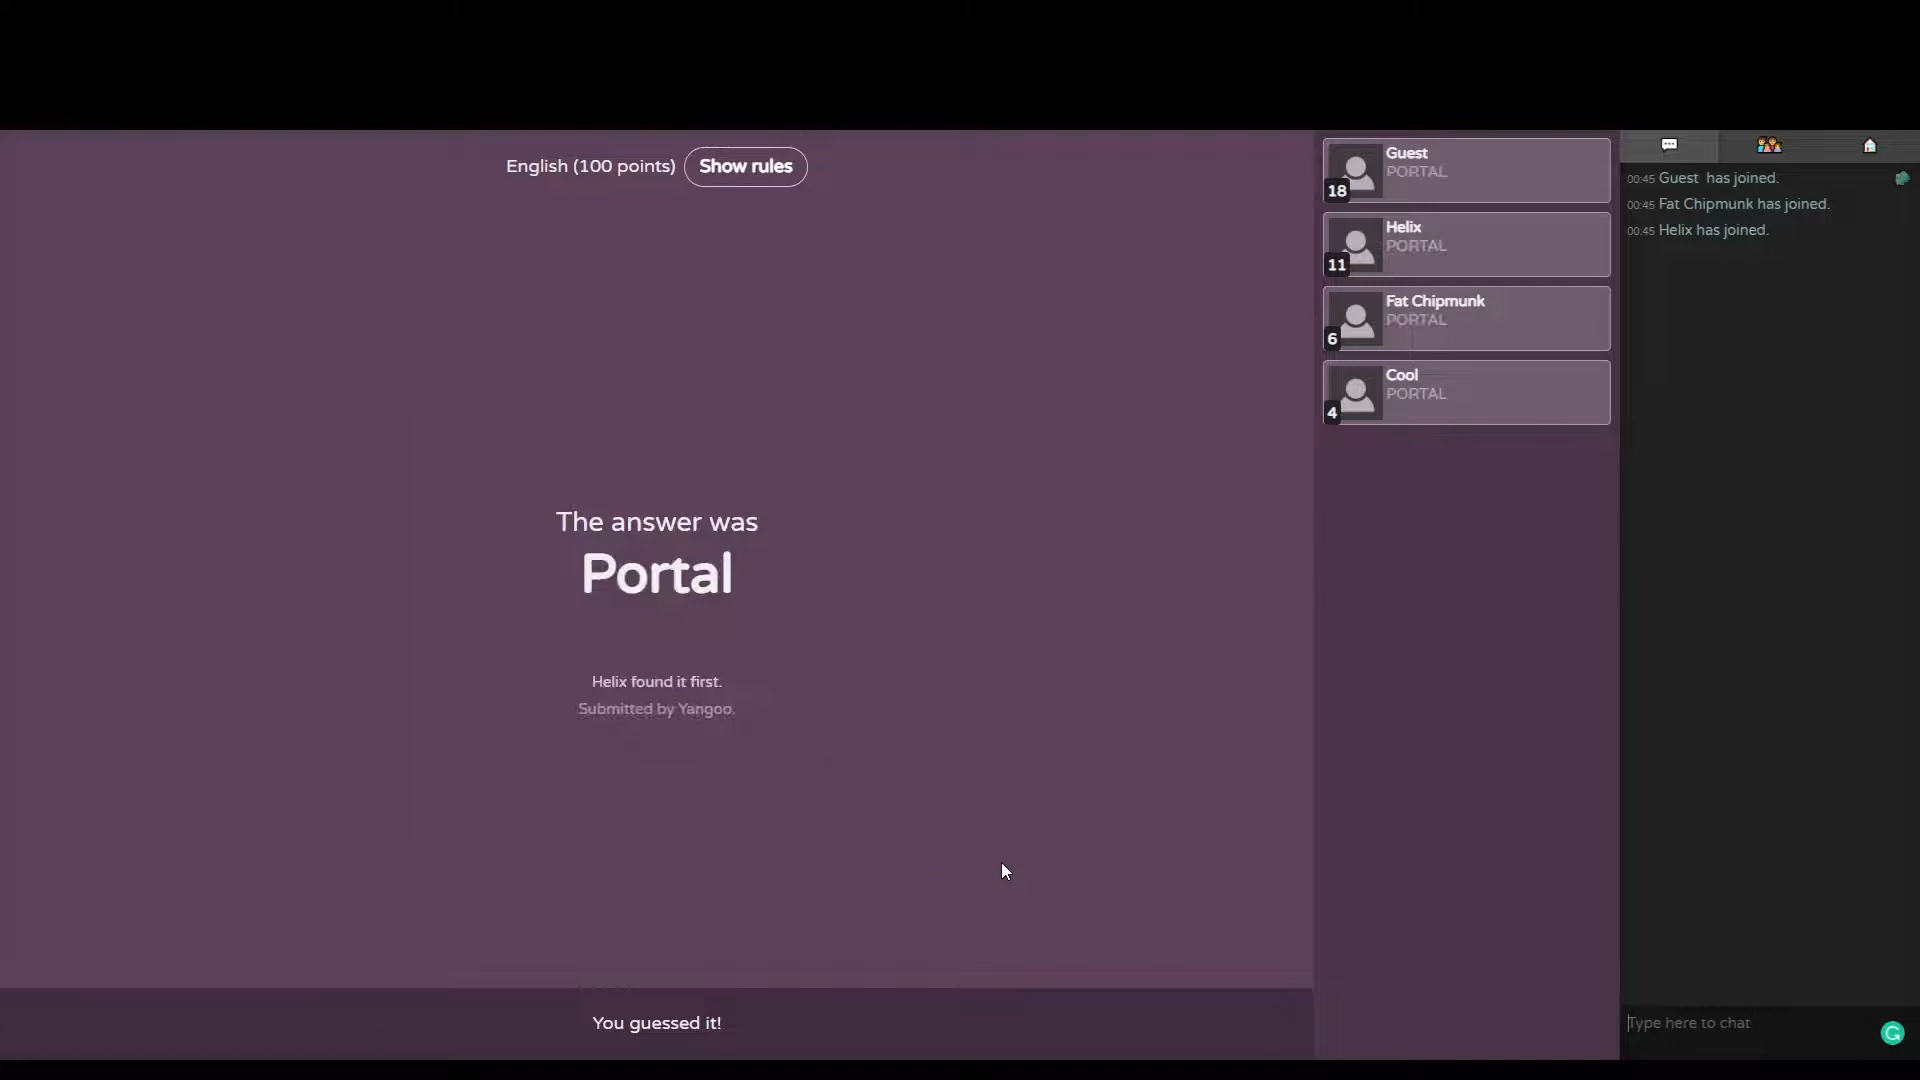 English (100 points) Show rules
The answer was
Portal
Helix found it first.
Submitted by Yangoo.
You guessed it!
Guest
PORTAL
18
Helix
PORTAL
11
Fat Chipmunk
PORTAL
6
Cool
PORTAL
4
00:45 Guest has joined.
00:45 Fat Chipmunk has joined.
00:45 Helix has joined.
Type here to chat